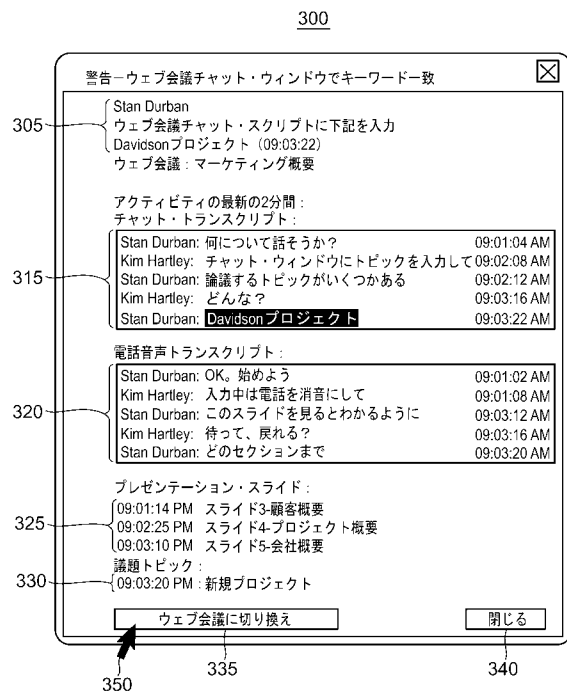 300
警告－ウェブ会議チャット・ウィンドウでキーワード一致
305
Stan Durban
ウェブ会議チャット・スクリプトに下記を入力
Davidsonプロジェクト（09:03:22）
ウェブ会議：マーケティング概要
アクティビティの最新の2分間：
チャット・トランスクリプト：
315
Stan Durban: 何について話そうか？ 09:01:04 AM
Kim Hartley: チャット・ウィンドウにトピックを入力して 09:02:08 AM
Stan Durban: 論議するトピックがいくつかある 09:02:12 AM
Kim Hartley: どんな？ 09:03:16 AM
Stan Durban: Davidsonプロジェクト 09:03:22 AM
電話音声トランスクリプト：
320
Stan Durban: OK。始めよう 09:01:02 AM
Kim Hartley: 入力中は電話を消音にして 09:01:08 AM
Stan Durban: このスライドを見るとわかるように 09:03:12 AM
Kim Hartley: 待って、戻れる？ 09:03:16 AM
Stan Durban: どのセクションまで 09:03:20 AM
プレゼンテーション・スライド：
325
09:01:14 PM スライド3-顧客概要
09:02:25 PM スライド4-プロジェクト概要
09:03:10 PM スライド5-会社概要
議題トピック：
330
09:03:20 PM：新規プロジェクト
ウェブ会議に切り換え 閉じる
350 335 340